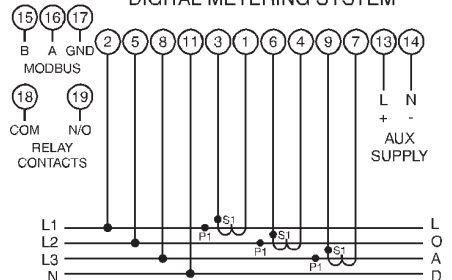 DIGITAL METERING SYSTEM
15 16 17
B A GND
MODBUS
2 5 8 11 3 1 6 4 9 7 13 14
18 19
COM N/O
RELAY
CONTACTS
L N
+ -
AUX
SUPPLY
L1 P1 S1 L
L2 P1 S1 O
L3 P1 S1 A
N D